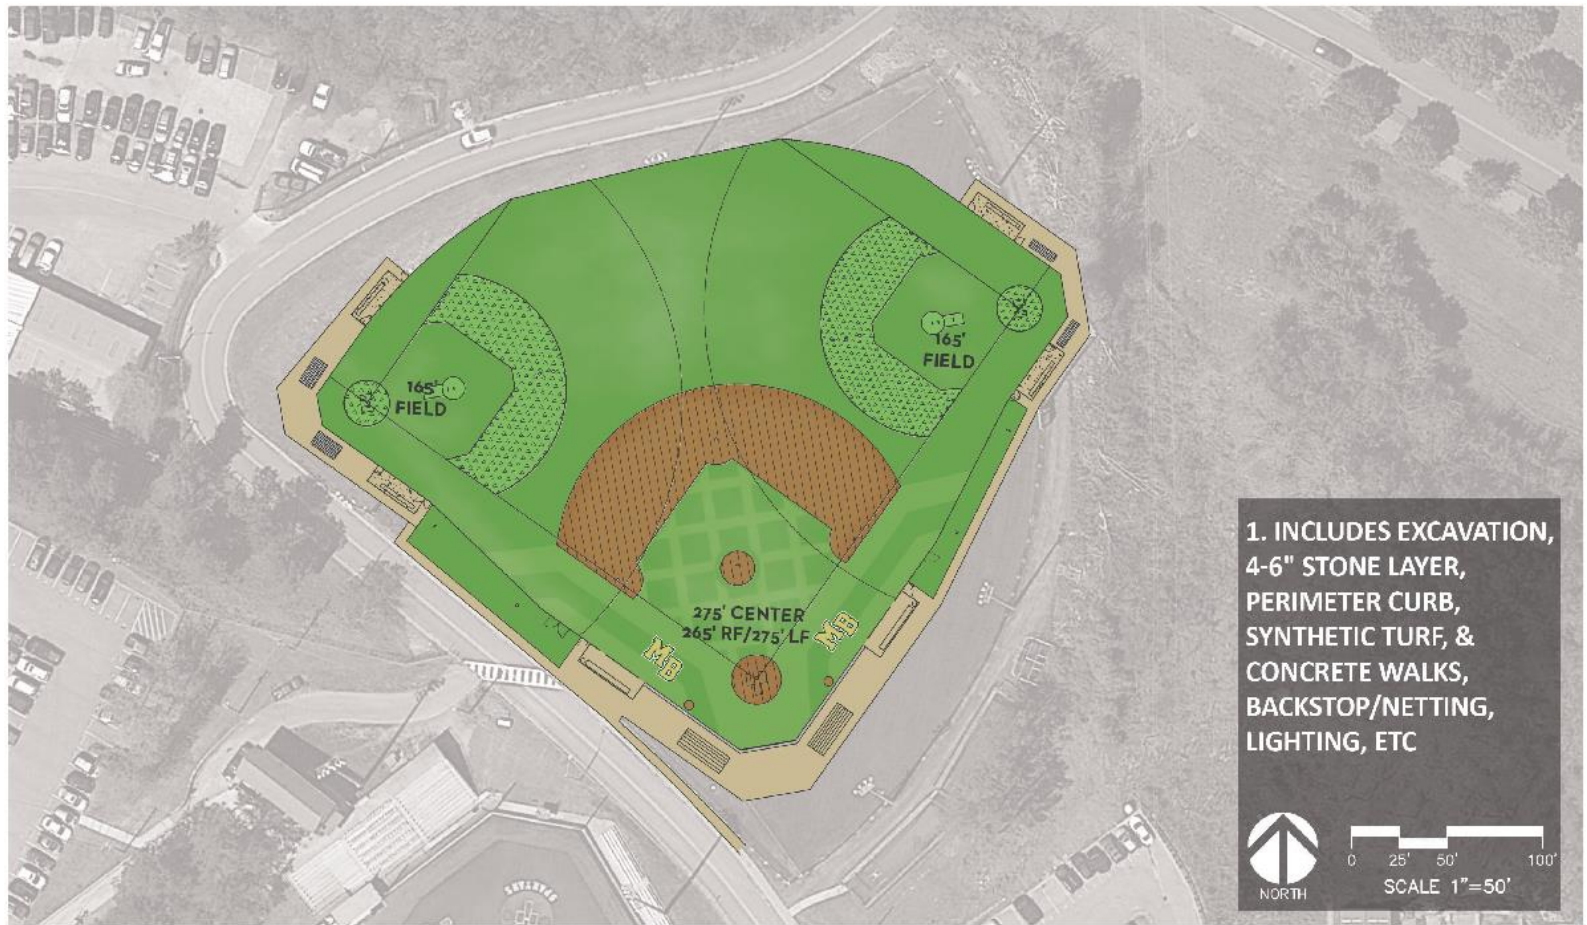 165'
FIELD
165'
FIELD
275' CENTER
265' RF/275' LF
MB
MB
1. INCLUDES EXCAVATION,
4-6" STONE LAYER,
PERIMETER CURB,
SYNTHETIC TURF, &
CONCRETE WALKS,
BACKSTOP/NETTING,
LIGHTING, ETC
NORTH
0 25' 50' 100'
SCALE 1"=50'
SPARTANS